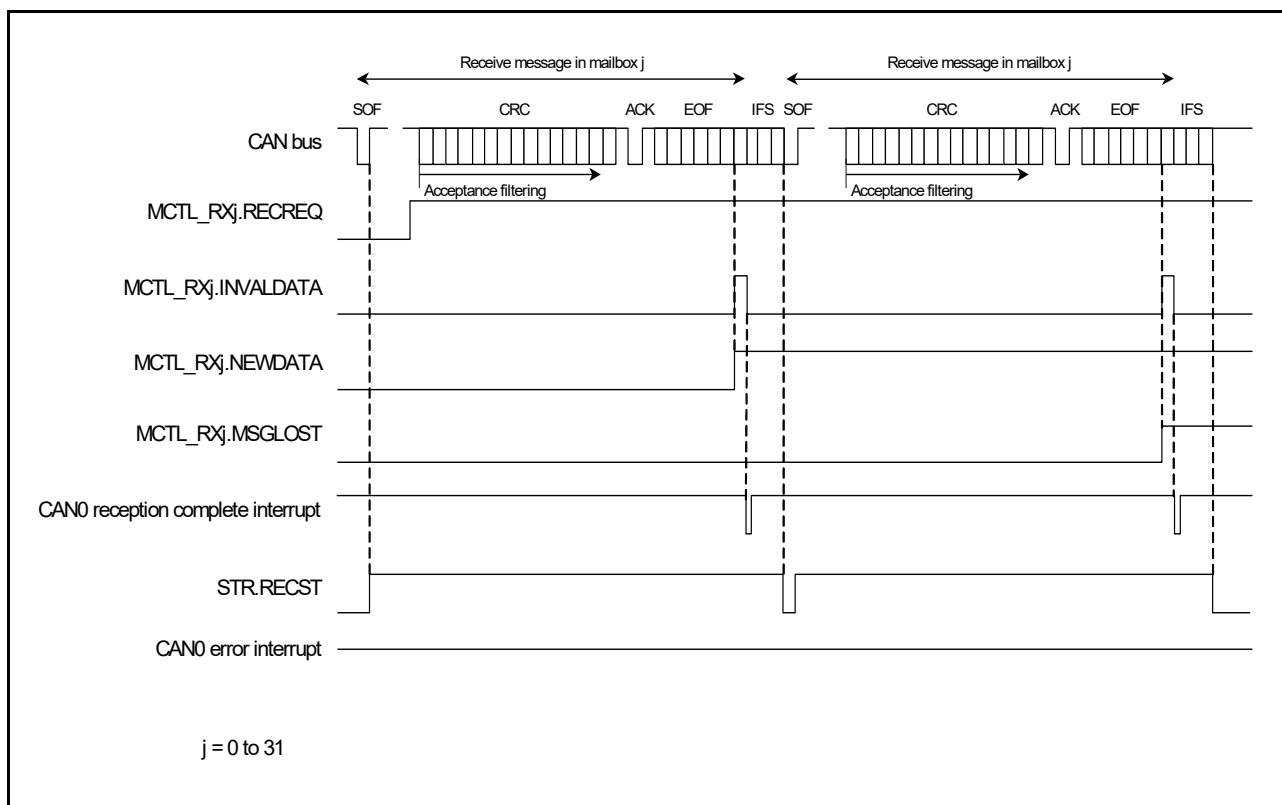 Receive message in mailbox j Receive message in mailbox j
SOF CRC ACK EOF IFS SOF CRC ACK EOF IFS
CAN bus
Acceptance filtering Acceptance filtering
MCTL_RXj.RECREQ
MCTL_RXj.INVALDATA
MCTL_RXj.NEWDATA
MCTL_RXj.MSGLOST
CAN0 reception complete interrupt
STR.RECST
CAN0 error interrupt
j = 0 to 31